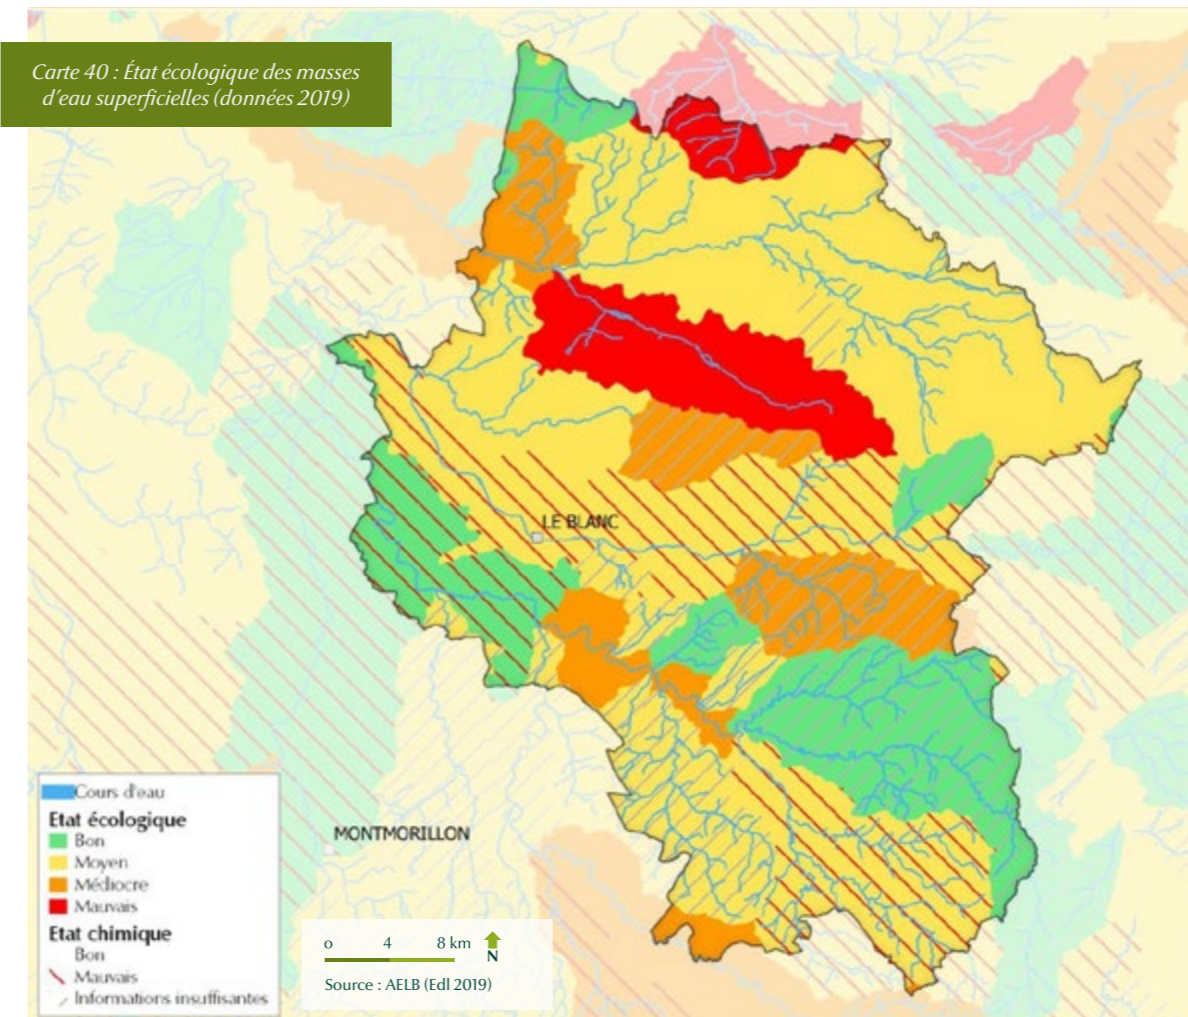 Carte 40 : État écologique des masses
d'eau superficielles (données 2019)
LE BLANC
MONTMORILLON
Cours d'eau
Etat écologique
Bon
Moyen
Médiocre
Mauvais
Etat chimique
Bon
Mauvais
Informations insuffisantes
0 4 8 km
N
Source : AELB (Edl 2019)